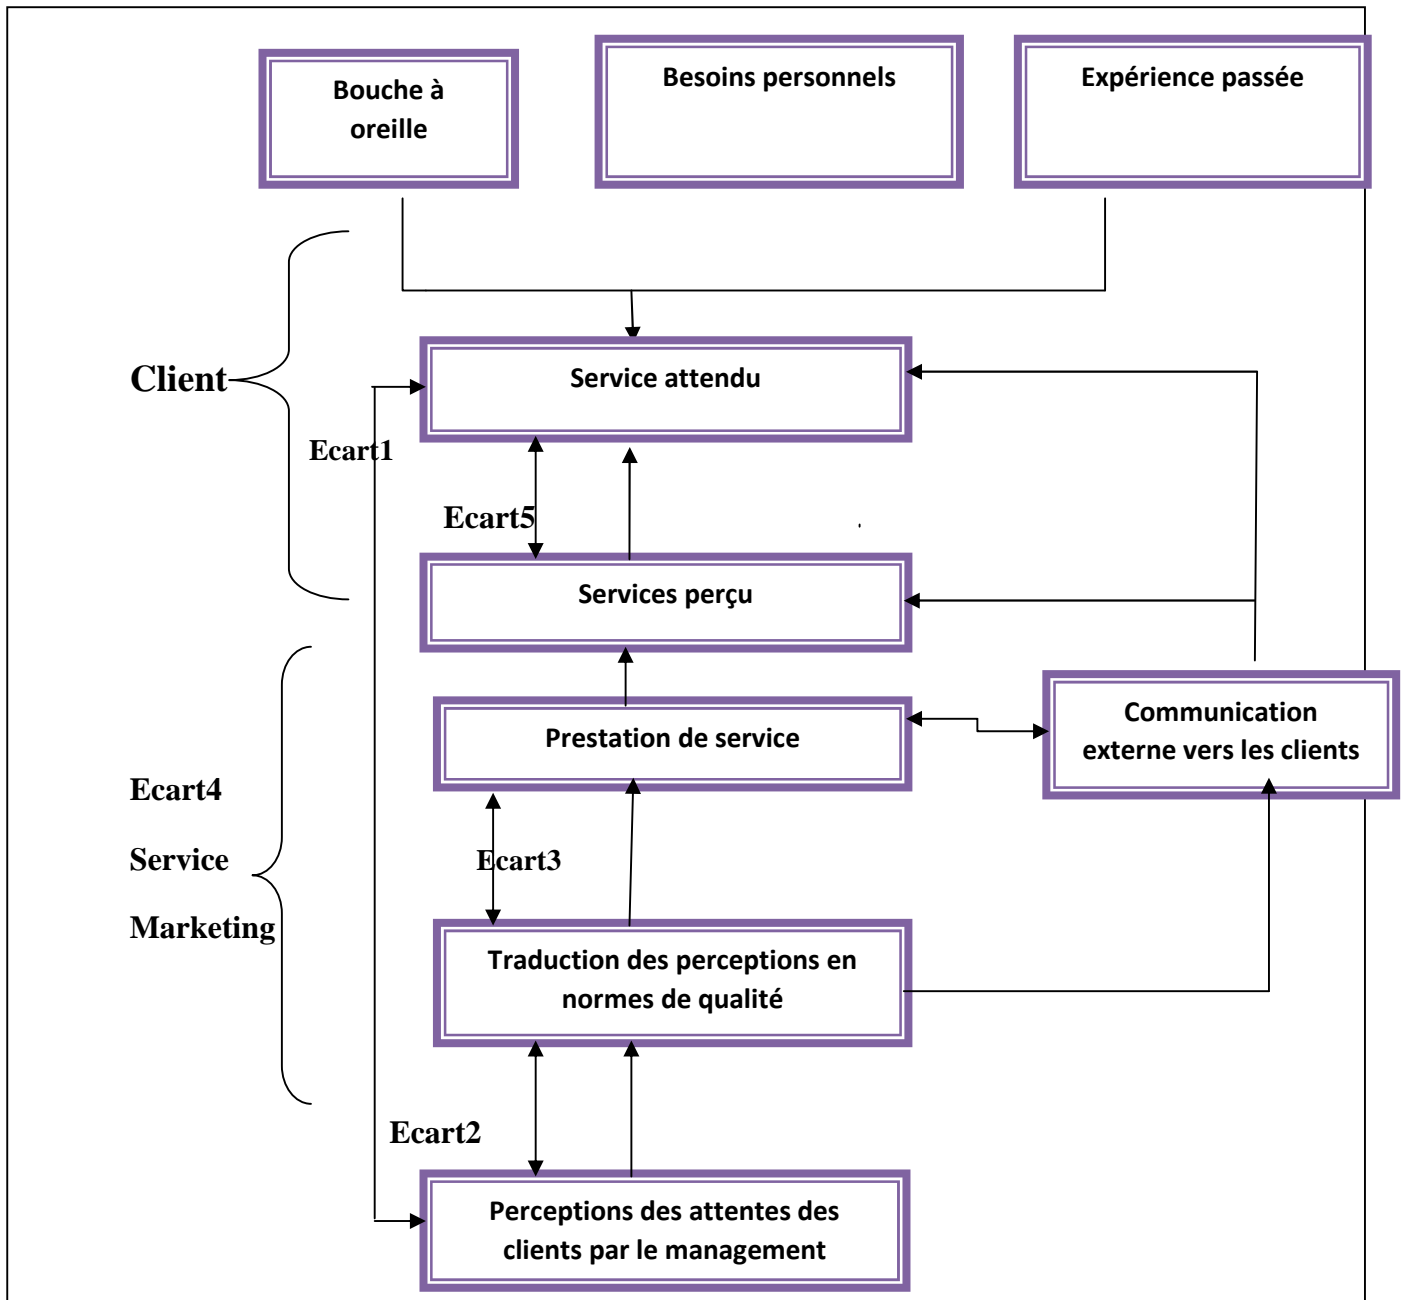 Bouche à
oreille
Besoins personnels
Expérience passée
Client
Service attendu
Ecart1
Ecart5
Services perçu
Prestation de service
Communication
externe vers les clients
Ecart4
Service
Marketing
Ecart3
Traduction des perceptions en
normes de qualité
Ecart2
Perceptions des attentes des
clients par le management